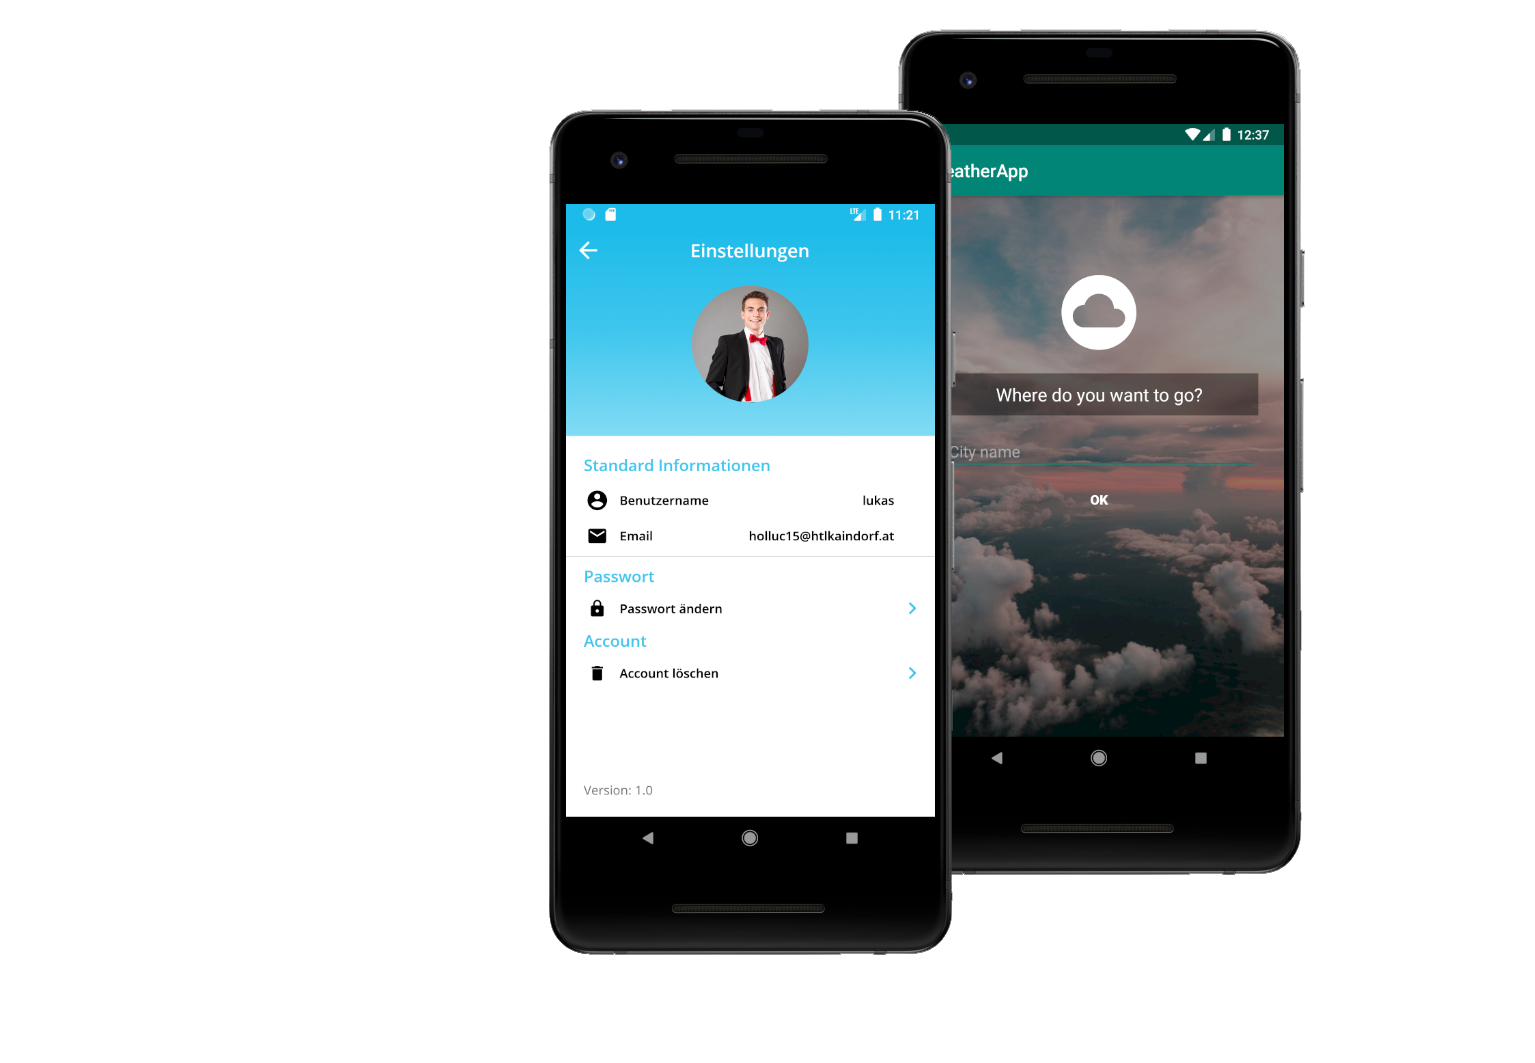 LTE 11:21
Einstellungen
Standard Informationen
Benutzername lukas
Email holluc15@htlkaindorf.at
Passwort
Passwort ändern
Account
Account löschen
Version: 1.0
12:37
eatherApp
Where do you want to go?
City name
OK